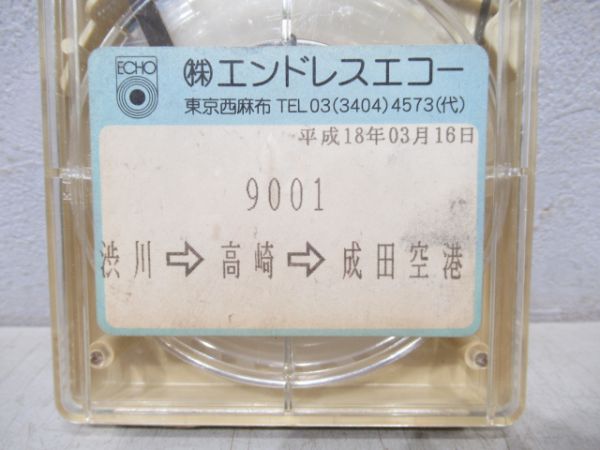 ECHO
㈱エンドレスエコー
東京西麻布 TEL03(3404)4573(代)
平成18年03月16日
9001
渋川⇨高崎⇨成田空港